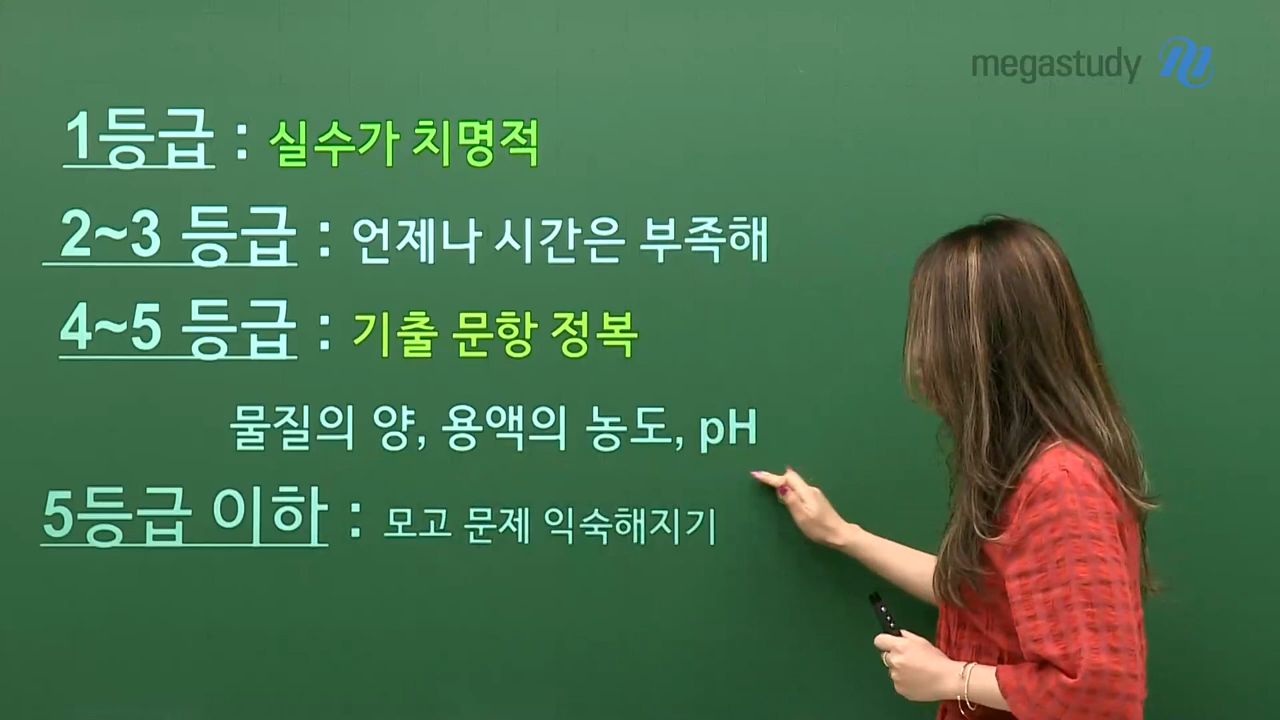 megastudy
1등급 : 실수가 치명적
2~3 등급 : 언제나 시간은 부족해
4~5 등급 : 기출 문항 정복
물질의 양, 용액의 농도, pH
5등급 이하 : 모고 문제 익숙해지기